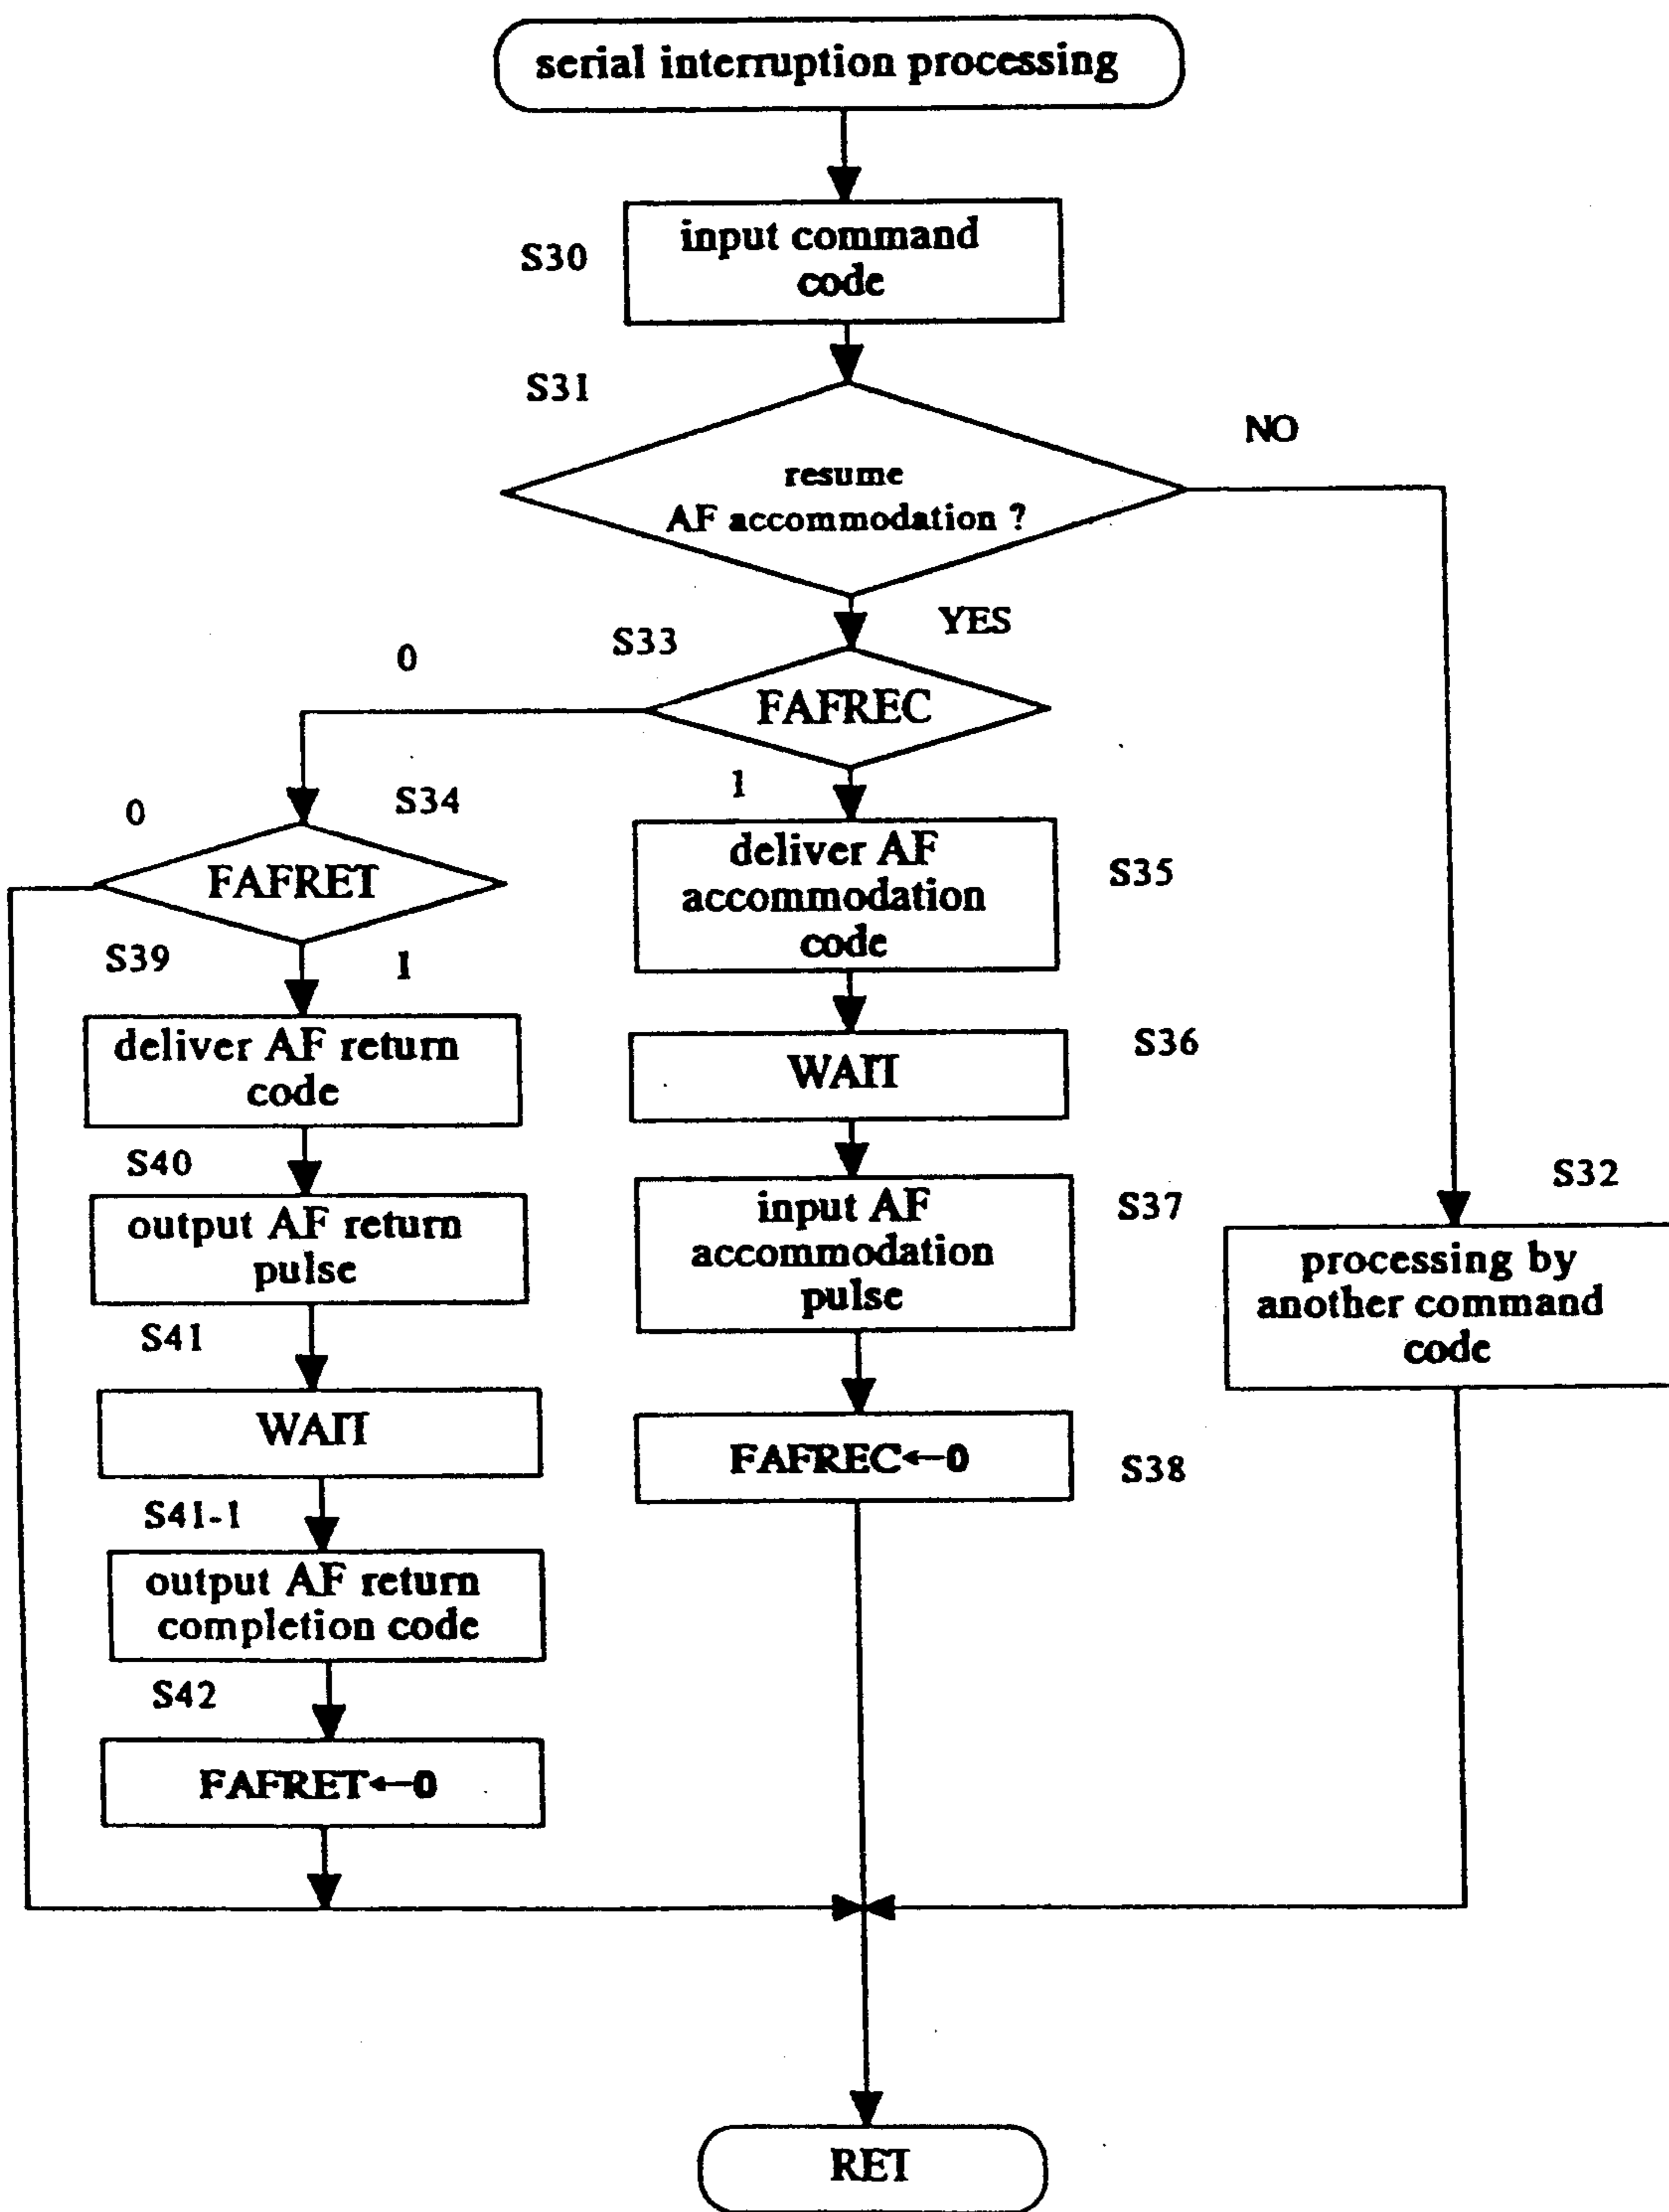 serial interruption processing
S30
input command
code
S31
NO
resume
AF accommodation ?
YES
S33
0
FAFREC
1
S34
0
FAFRET
deliver AF
accommodation
code
S35
S39
1
deliver AF return
code
WAIT
S36
S40
output AF return
pulse
input AF
accommodation
pulse
S37
S32
processing by
another command
code
S41
WAIT
FAFREC←0
S38
S41-1
output AF return
completion code
S42
FAFRET←0
RET